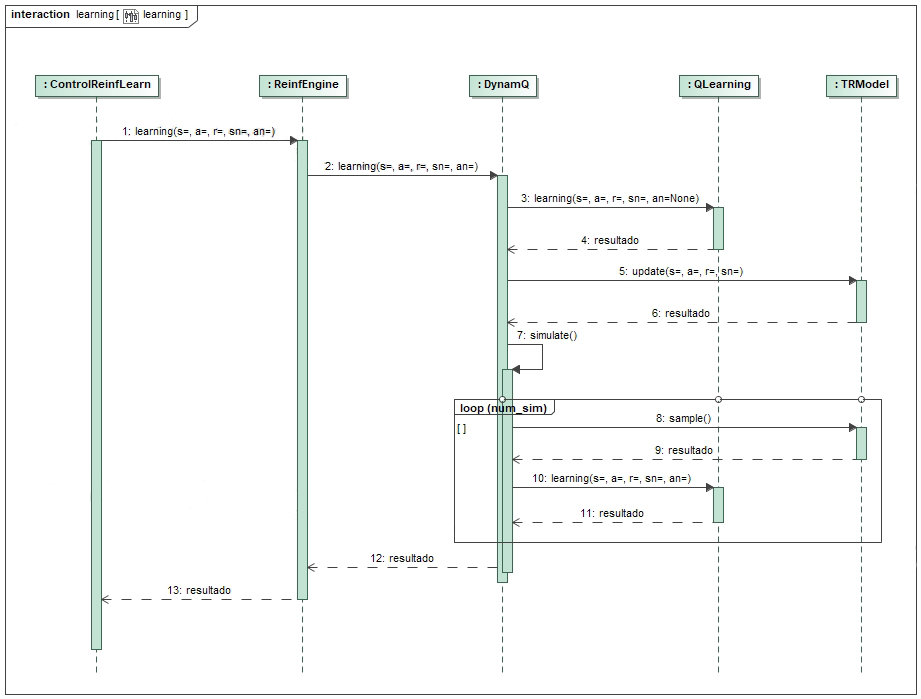 interaction learning [ learning ]
: ControlReinfLearn
: ReinfEngine
: DynamQ
: QLearning
: TRModel
1: learning(s=, a=, r=, sn=, an=)
2: learning(s=, a=, r=, sn=, an=)
3: learning(s=, a=, r=, sn=, an=None)
4: resultado
5: update(s=, a=, r=, sn=)
6: resultado
7: simulate()
loop (num_sim)
8: sample()
[ ]
9: resultado
10: learning(s=, a=, r=, sn=, an=)
11: resultado
12: resultado
13: resultado